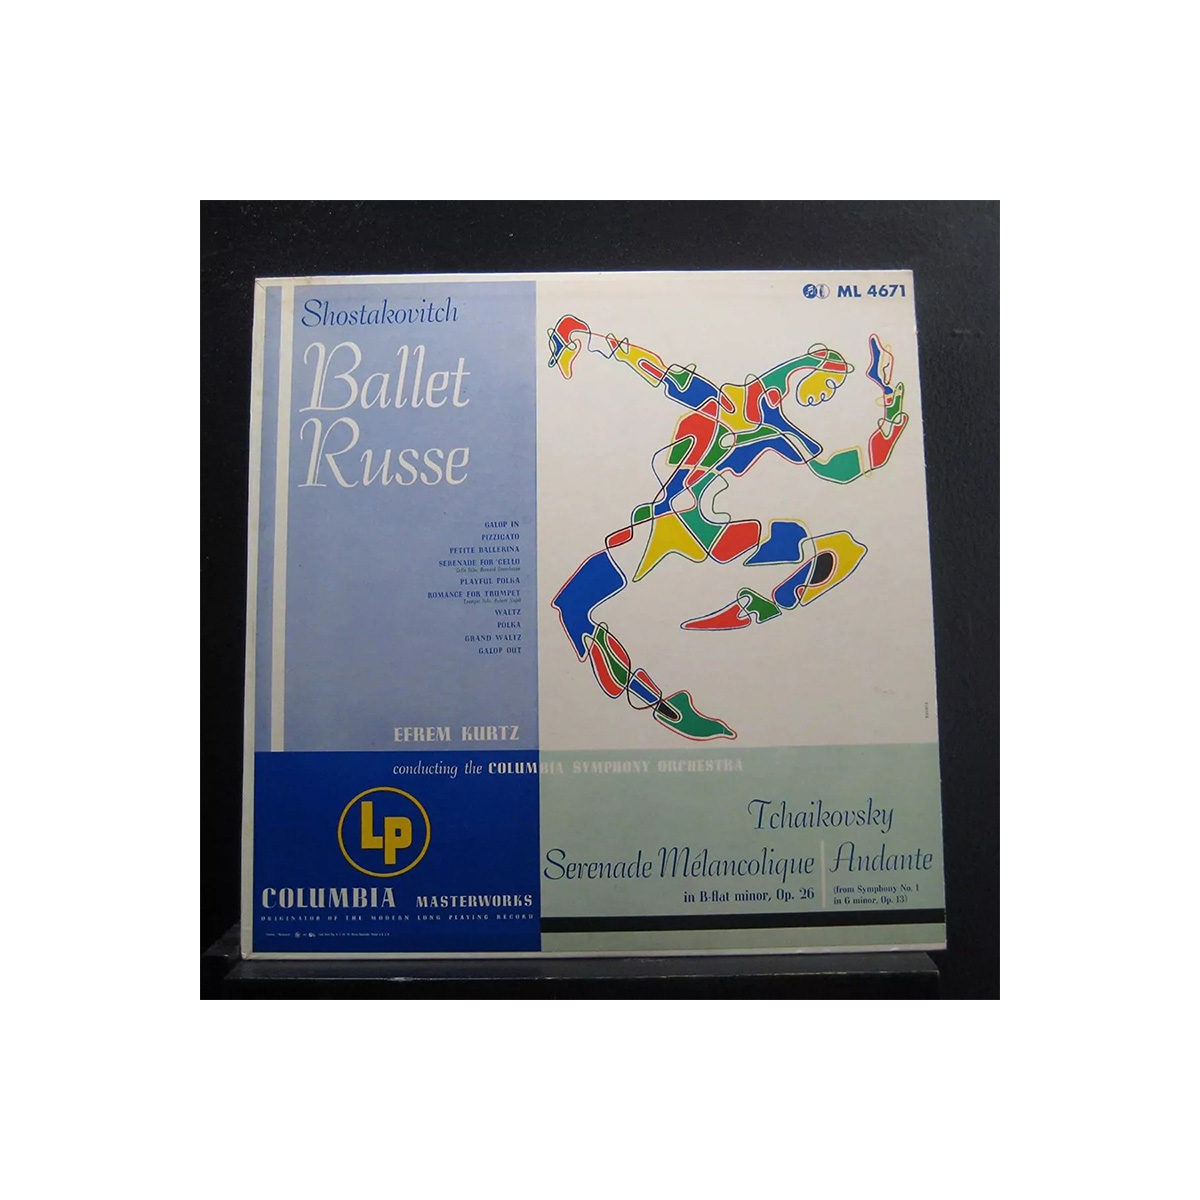 ML 4671
Shostakovitch
Ballet
Russe
GALOP IN
PIZZICATO
PETITE BALLERINA
SERENADE FOR 'CELLO
PLAYFUL POLKA
ROMANCE FOR TRUMPET
WALTZ
POLKA
GRAND WALTZ
GALOP OUT
EFREM KURTZ
conducting the COLUMBIA SYMPHONY ORCHESTRA
LP
COLUMBIA MASTERWORKS
ORIGINATOR OF THE MODERN LONG PLAYING RECORD
Tchaikovsky
Serenade Mélancolique
in B-flat minor, Op. 26
Andante
(from Symphony No. 1
in G minor, Op. 13)